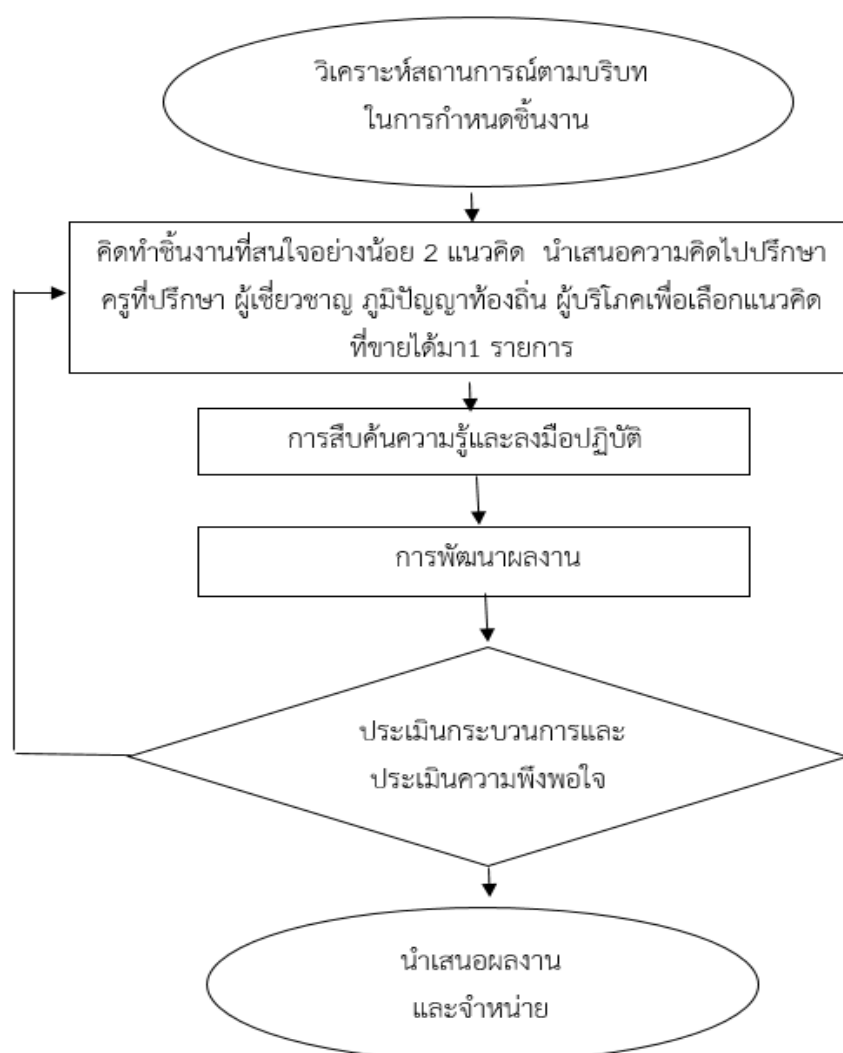 วิเคราะห์สถานการณ์ตามบริบท
ในการกำหนดชิ้นงาน
คิดทำชิ้นงานที่สนใจอย่างน้อย 2 แนวคิด นำเสนอความคิดไปปรึกษา
ครูที่ปรึกษา ผู้เชี่ยวชาญ ภูมิปัญญาท้องถิ่น ผู้บริโภคเพื่อเลือกแนวคิด
ที่ขายได้มา1 รายการ
การสืบค้นความรู้และลงมือปฏิบัติ
การพัฒนาผลงาน
ประเมินกระบวนการและ
ประเมินความพึงพอใจ
นำเสนอผลงาน
และจำหน่าย